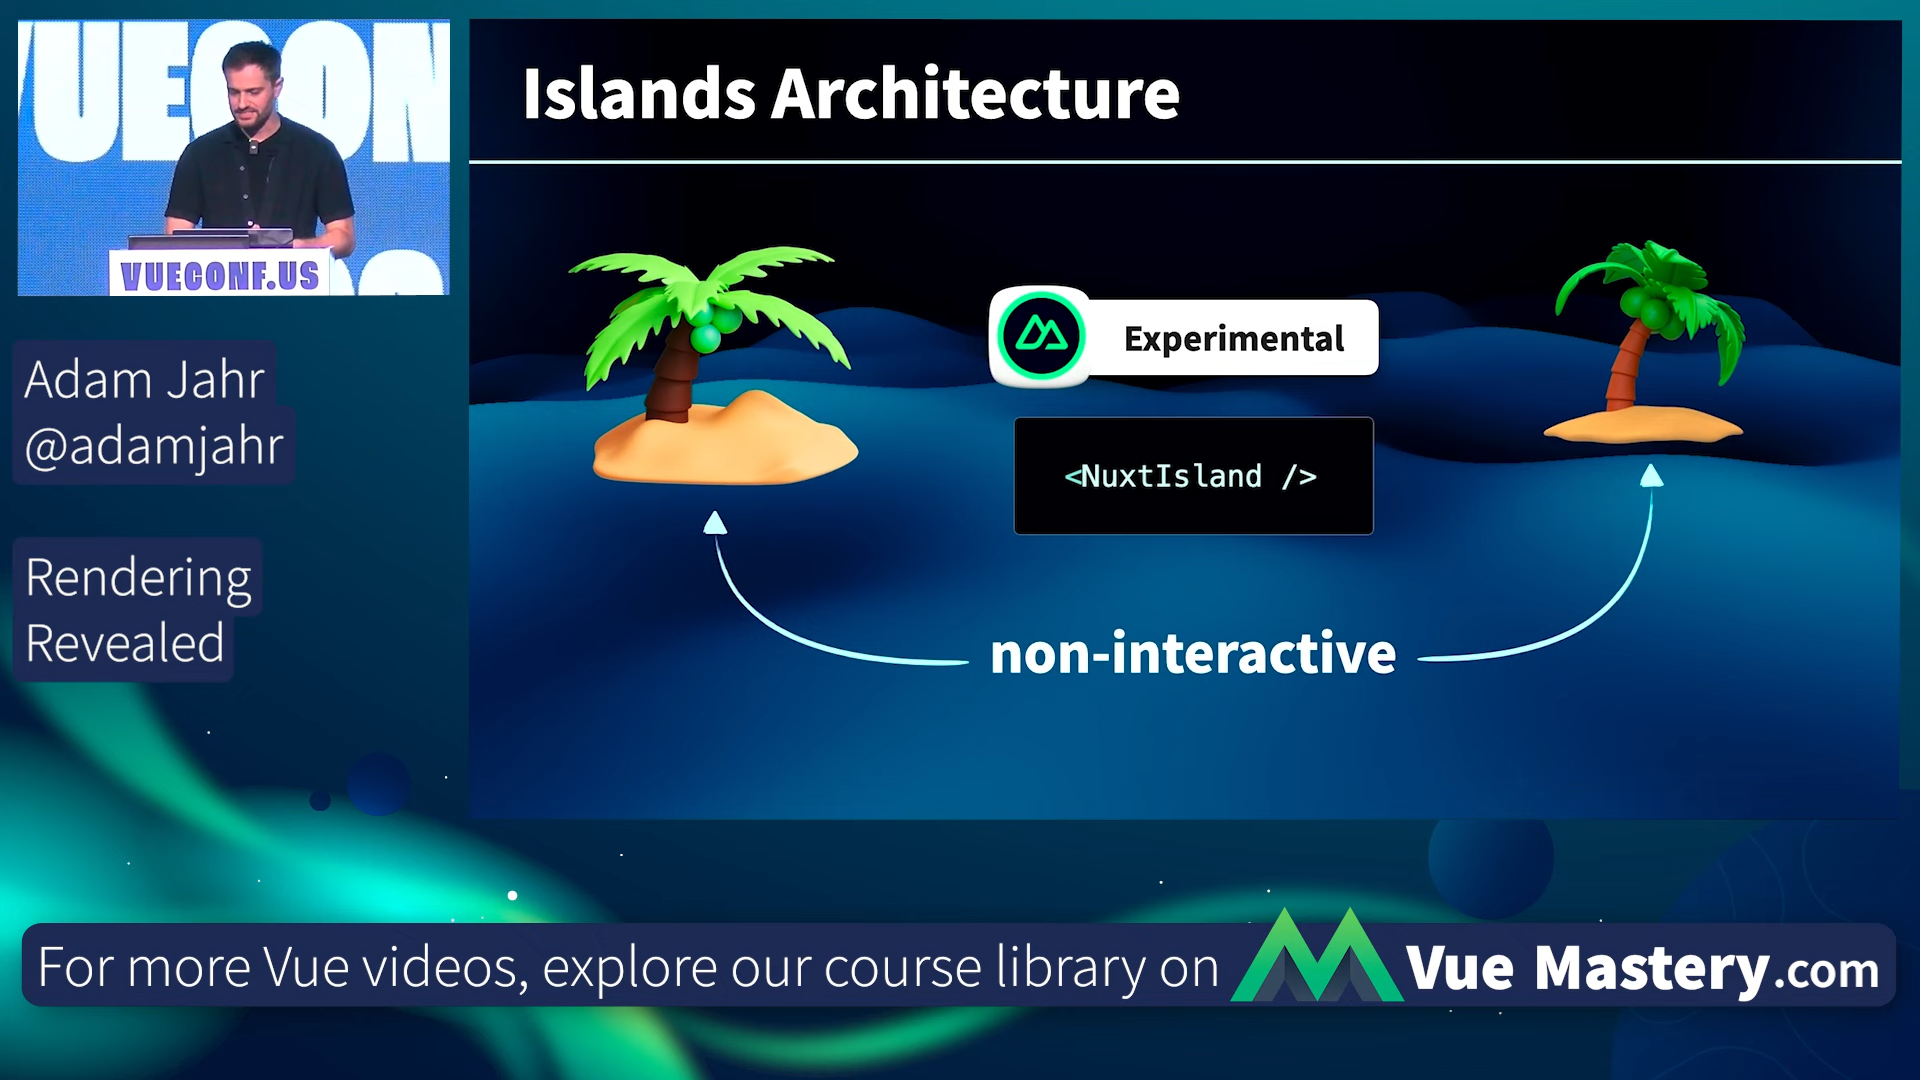 VUECONF
VUECONF.US
Adam Jahr
@adamjahr
Rendering
Revealed
Islands Architecture
Experimental
<NuxtIsland />
non-interactive
For more Vue videos, explore our course library on Vue Mastery.com